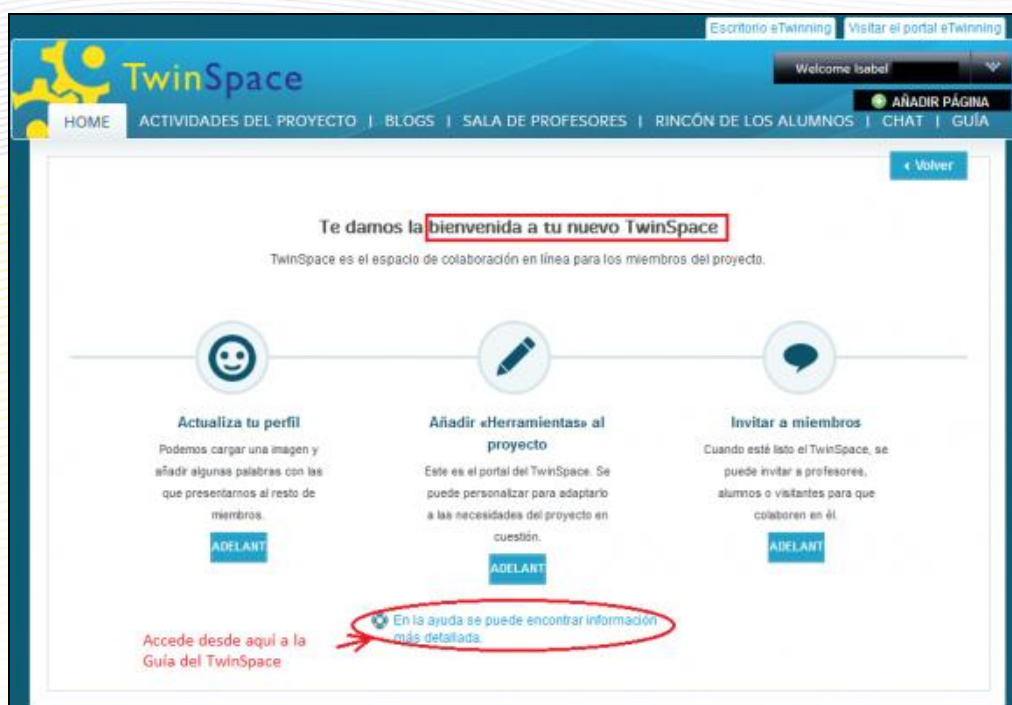 Escritorio eTwinning Visitar el portal eTwinning
TwinSpace
Welcome Isabel
AÑADIR PÁGINA
HOME ACTIVIDADES DEL PROYECTO | BLOGS | SALA DE PROFESORES | RINCÓN DE LOS ALUMNOS | CHAT | GUÍA
‹ Volver
Te damos la bienvenida a tu nuevo TwinSpace
TwinSpace es el espacio de colaboración en línea para los miembros del proyecto.
Actualiza tu perfil
Podemos cargar una imagen y
añadir algunas palabras con las
que presentarnos al resto de
miembros.
ADELANT
Añadir «Herramientas» al
proyecto
Este es el portal del TwinSpace. Se
puede personalizar para adaptarlo
a las necesidades del proyecto en
cuestión.
ADELANT
Invitar a miembros
Cuando esté listo el TwinSpace, se
puede invitar a profesores,
alumnos o visitantes para que
colaboren en él.
ADELANT
En la ayuda se puede encontrar información
más detallada.
Accede desde aquí a la
Guía del TwinSpace